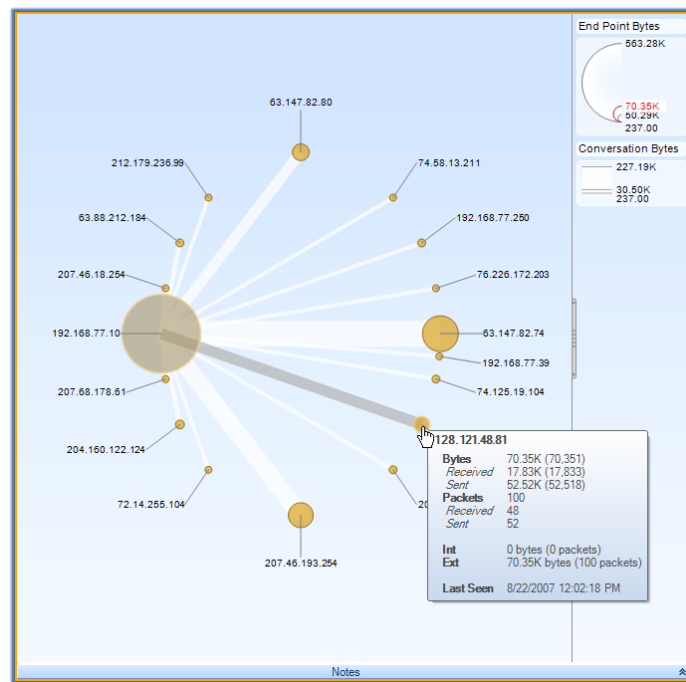 End Point Bytes
563.28K
70.35K
50.29K
237.00
Conversation Bytes
227.19K
30.50K
237.00
63.147.82.80
212.179.236.99
74.58.13.211
63.88.212.184
192.168.77.250
207.46.18.254
76.226.172.203
192.168.77.10
63.147.82.74
192.168.77.39
207.68.178.61
74.125.19.104
204.160.122.124
72.14.255.104
20
207.46.193.254
128.121.48.81
Bytes 70.35K (70,351)
Received 17.83K (17,833)
Sent 52.52K (52,518)
Packets 100
Received 48
Sent 52
Int 0 bytes (0 packets)
Ext 70.35K bytes (100 packets)
Last Seen 8/22/2007 12:02:18 PM
Notes